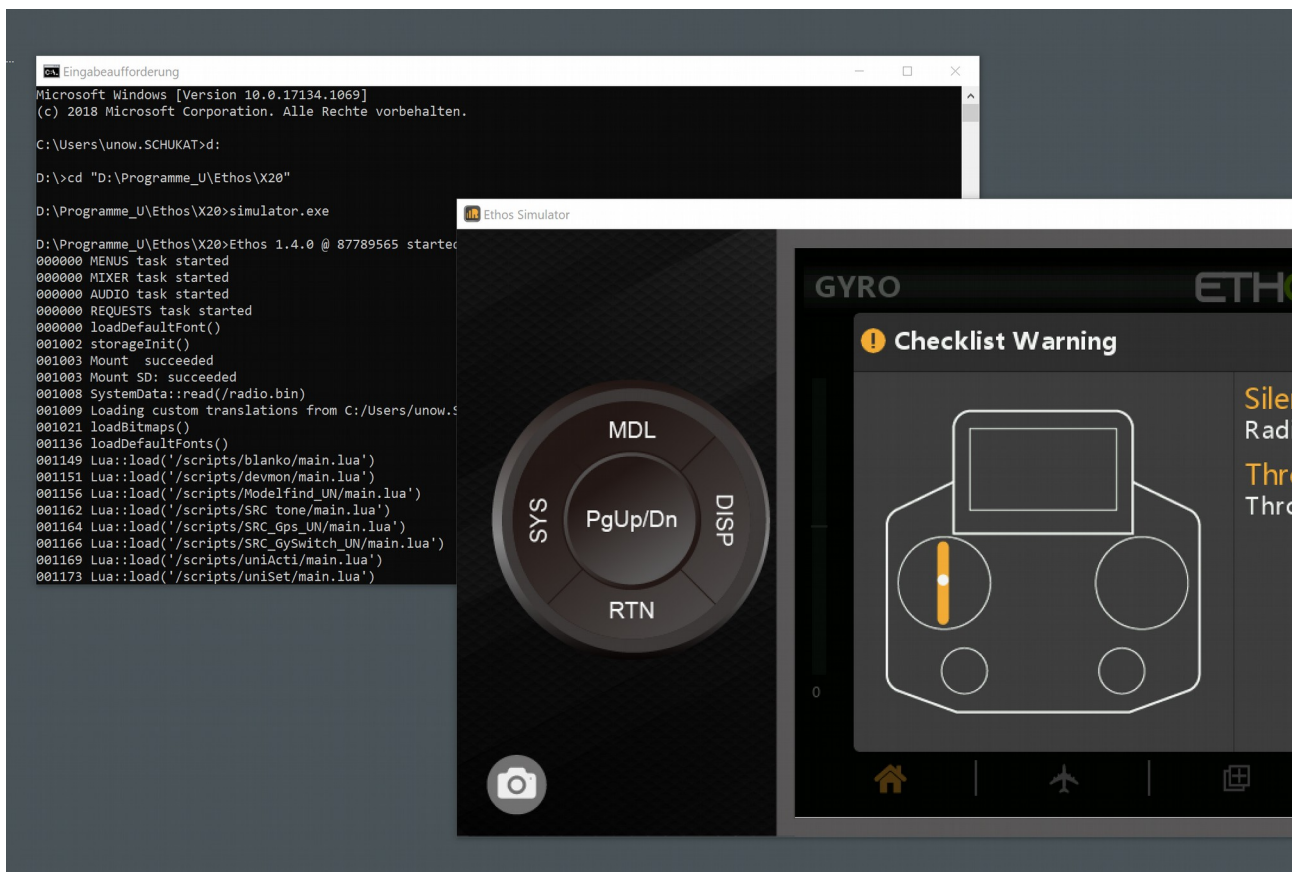 Eingabeaufforderung
Microsoft Windows [Version 10.0.17134.1069]
(c) 2018 Microsoft Corporation. Alle Rechte vorbehalten.
C:\Users\unow.SCHUKAT>d:
D:\>cd "D:\Programme_U\Ethos\X20"
D:\Programme_U\Ethos\X20>simulator.exe
D:\Programme_U\Ethos\X20>Ethos 1.4.0 @ 87789565 started
000000 MENUS task started
000000 MIXER task started
000000 AUDIO task started
000000 REQUESTS task started
000000 loadDefaultFont()
001002 storageInit()
001003 Mount  succeeded
001003 Mount SD: succeeded
001008 SystemData::read(/radio.bin)
001009 Loading custom translations from C:/Users/unow.S
001021 loadBitmaps()
001136 loadDefaultFonts()
001149 Lua::load('/scripts/blanko/main.lua')
001151 Lua::load('/scripts/devmon/main.lua')
001156 Lua::load('/scripts/Modelfind_UN/main.lua')
001162 Lua::load('/scripts/SRC tone/main.lua')
001164 Lua::load('/scripts/SRC_Gps_UN/main.lua')
001166 Lua::load('/scripts/SRC_GySwitch_UN/main.lua')
001169 Lua::load('/scripts/uniActi/main.lua')
001173 Lua::load('/scripts/uniSet/main.lua')
Ethos Simulator
MDL
SYS
PgUp/Dn
DISP
RTN
GYRO
ETH
Checklist Warning
Sile
Radi
Thr
Thro
0